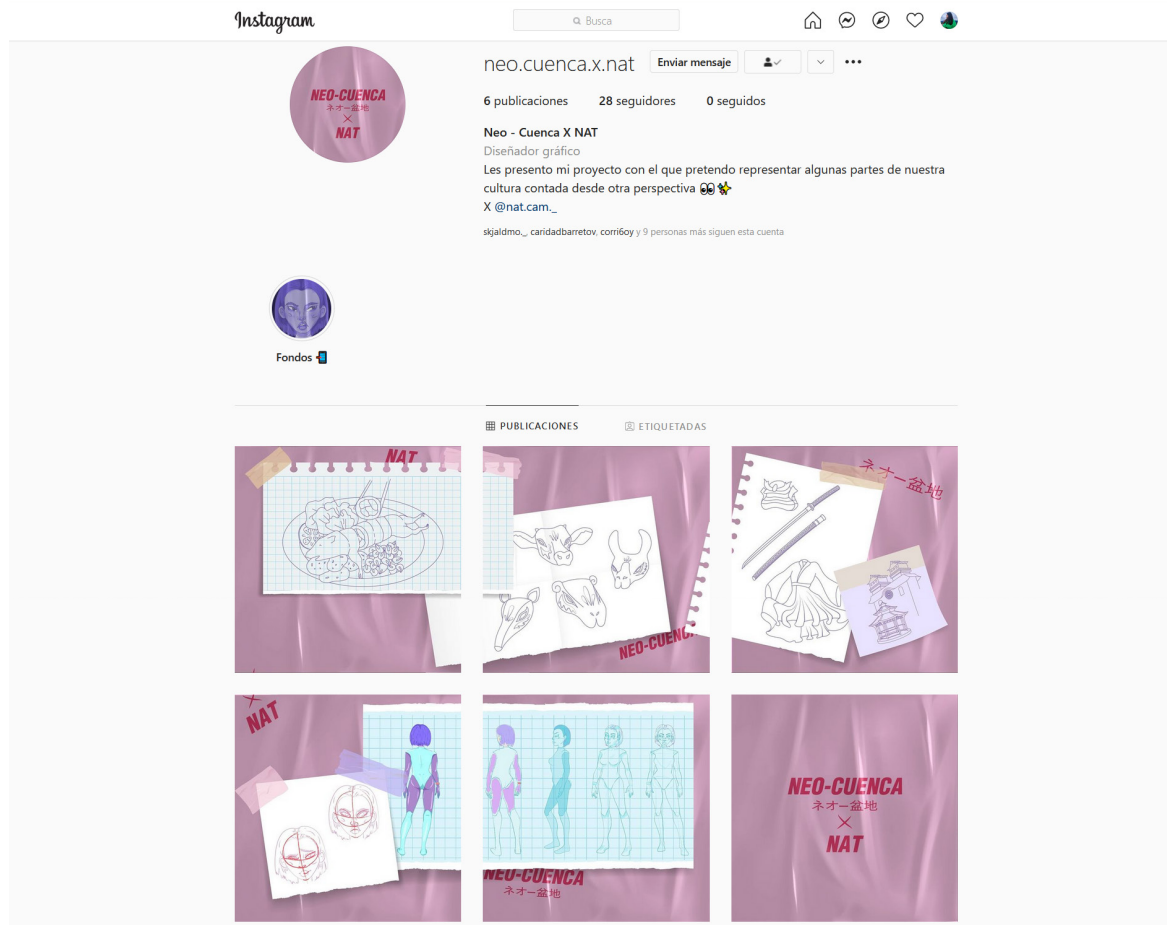 Instagram
Busca
neo.cuenca.x.nat
Enviar mensaje
6 publicaciones
28 seguidores
0 seguidos
NEO-CUENCA
ネオー盆地
X
NAT
Neo - Cuenca X NAT
Diseñador gráfico
Les presento mi proyecto con el que pretendo representar algunas partes de nuestra
cultura contada desde otra perspectiva 👀✨
X @nat.cam._
skjaldmo._, caridadbarretov, corri6oy y 9 personas más siguen esta cuenta
Fondos 📲
PUBLICACIONES
ETIQUETADAS
NAT
NEO-CUENCA
ネオー盆地
X
NAT
NEO-CUENCA
ネオー盆地
NEO-CUENCA
ネオー盆地
X
NAT